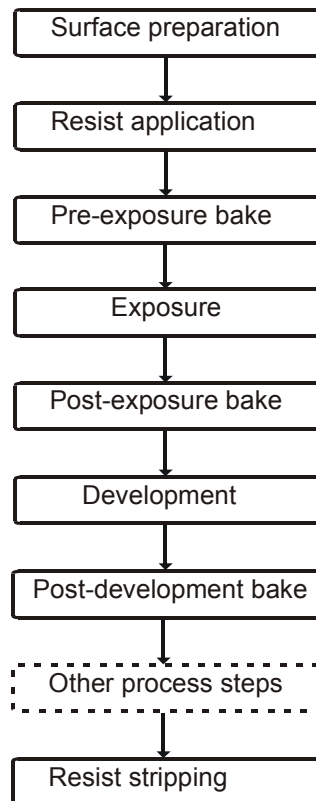 Surface preparation
Resist application
Pre-exposure bake
Exposure
Post-exposure bake
Development
Post-development bake
Other process steps
Resist stripping